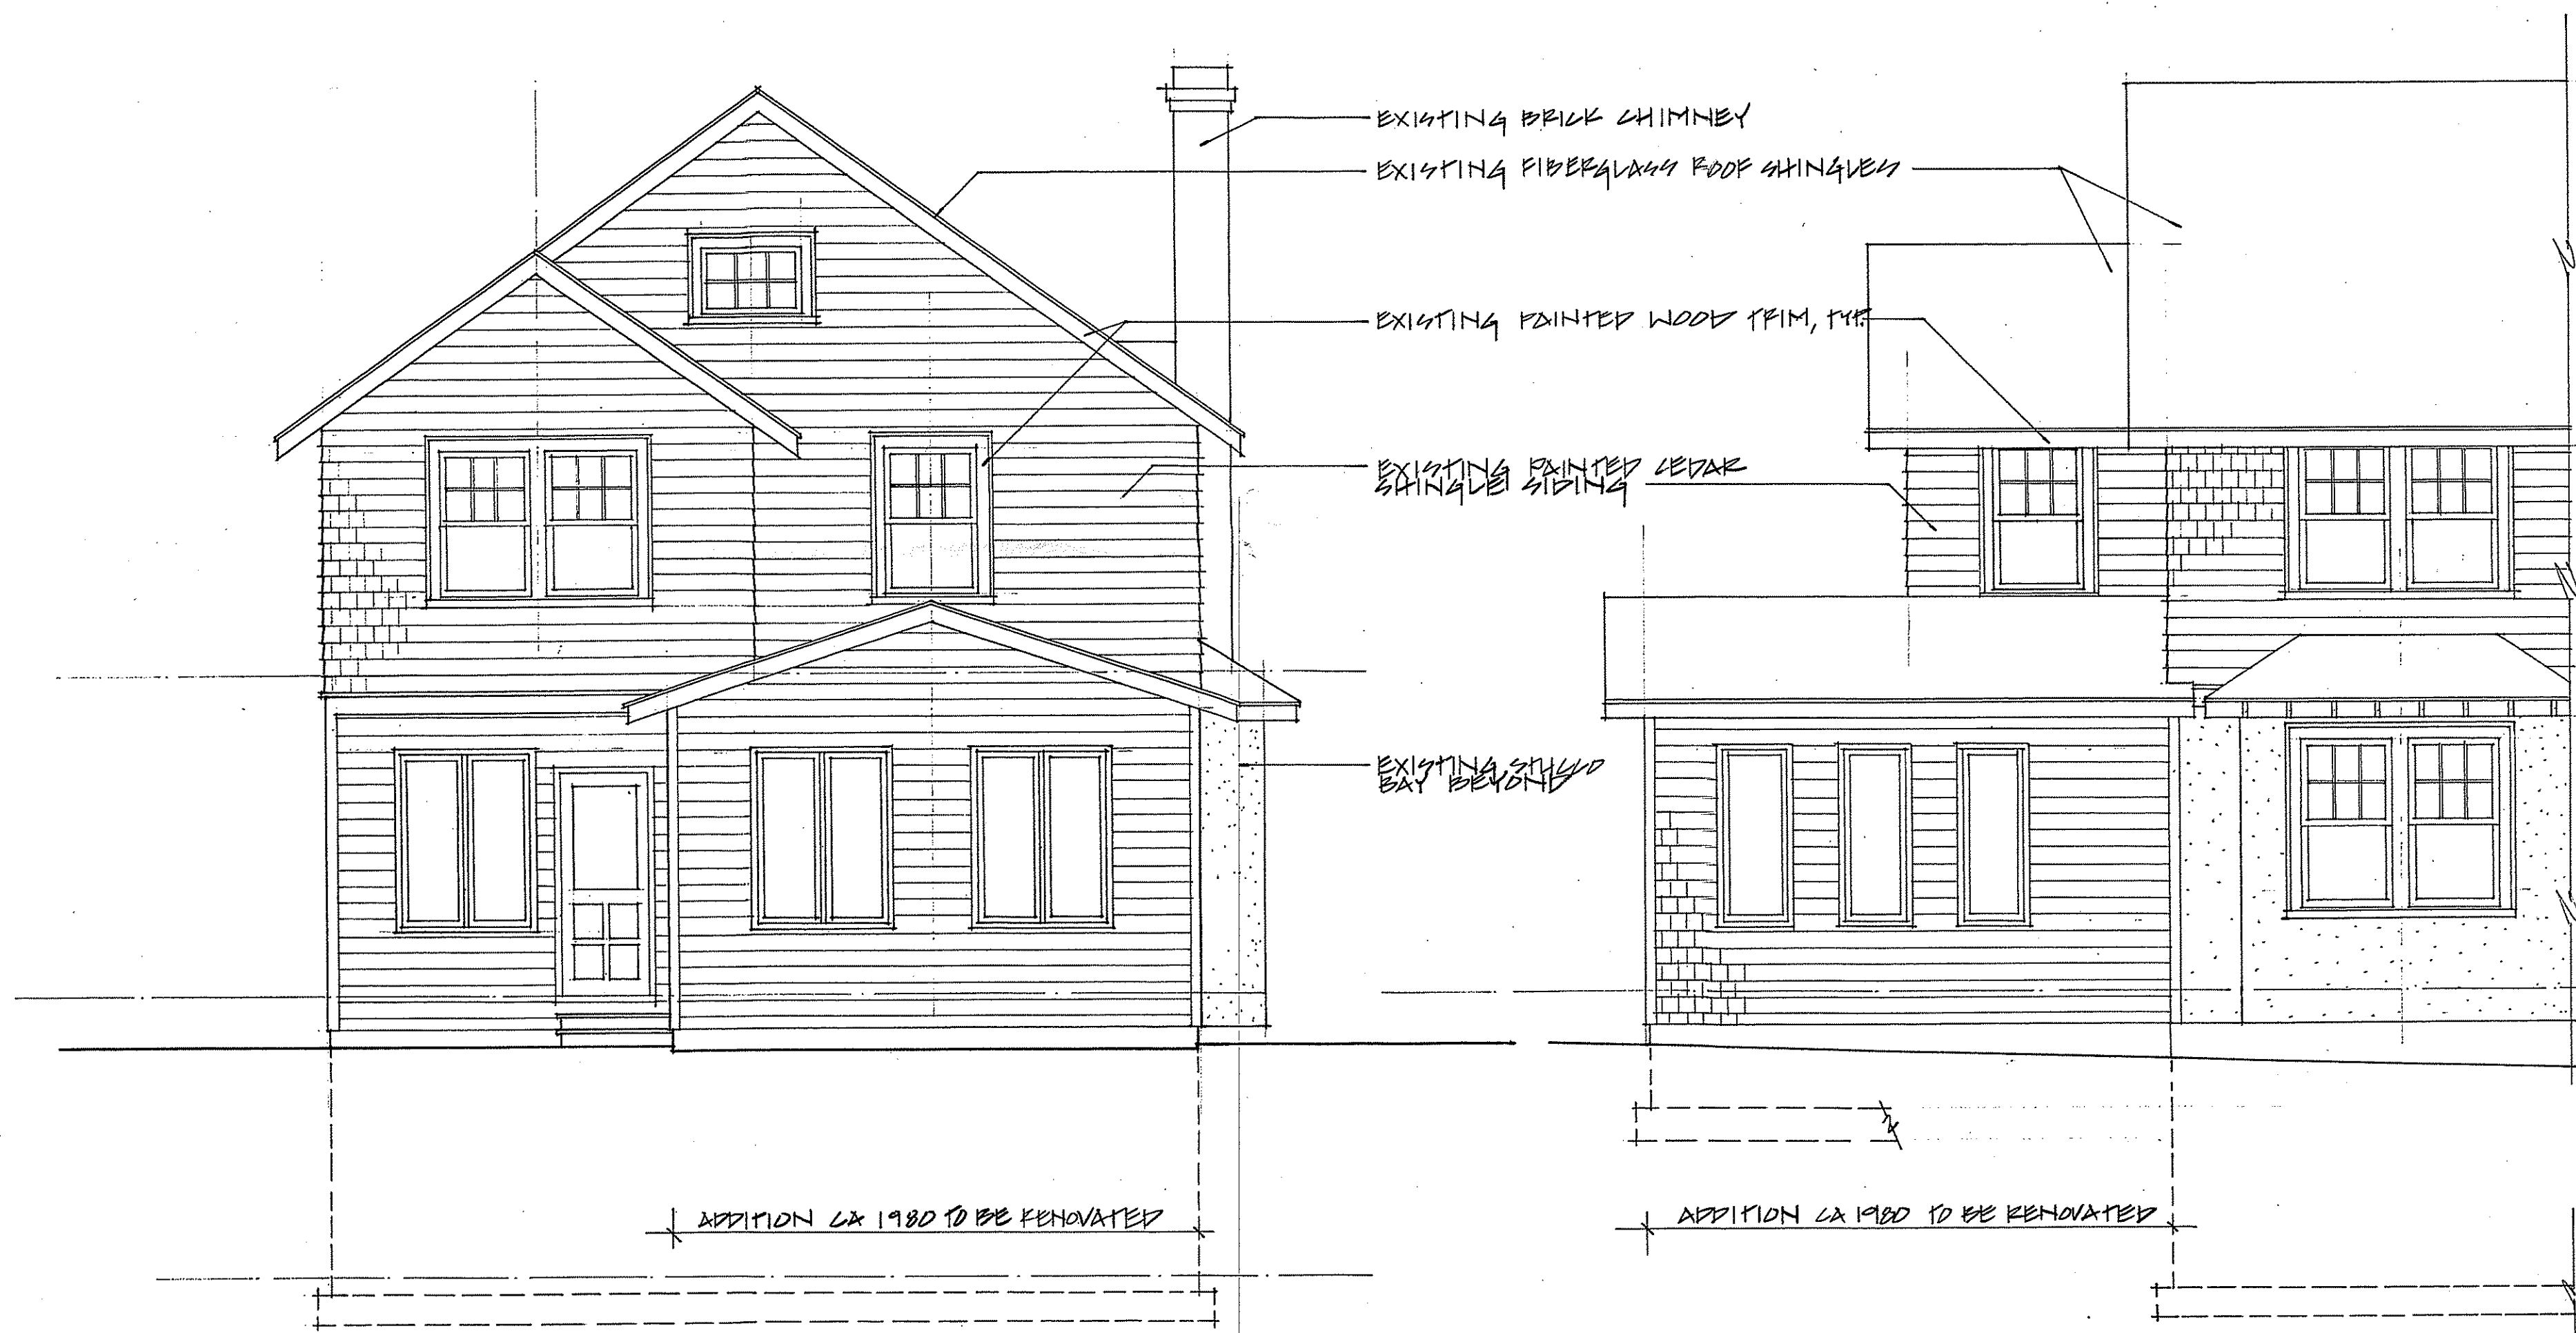 EXISTING BRICK CHIMNEY
EXISTING FIBERGLASS ROOF SHINGLES
EXISTING PAINTED WOOD TRIM, TYP.
EXISTING PAINTED CEDAR
SHINGLE SIDING
EXISTING STUCCO
BAY BEYOND
ADDITION CA 1980 TO BE RENOVATED
ADDITION CA 1980 TO BE RENOVATED